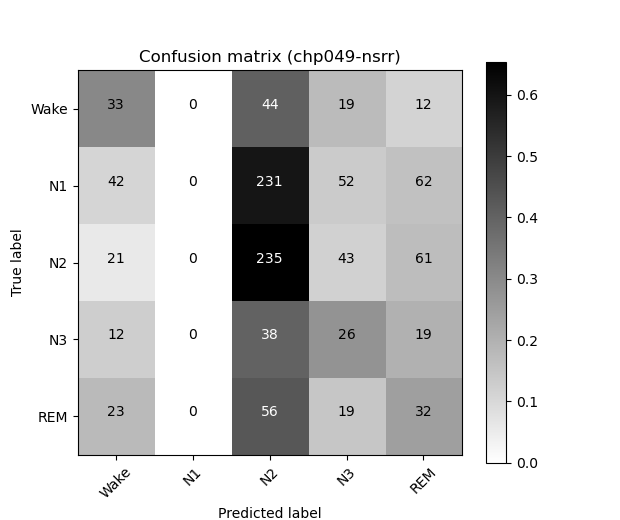 Confusion matrix (chp049-nsrr)
Wake 33 0 44 19 12
N1 42 0 231 52 62
N2 21 0 235 43 61
N3 12 0 38 26 19
REM 23 0 56 19 32
Wake N1 N2 N3 REM
True label
Predicted label
0.6
0.5
0.4
0.3
0.2
0.1
0.0